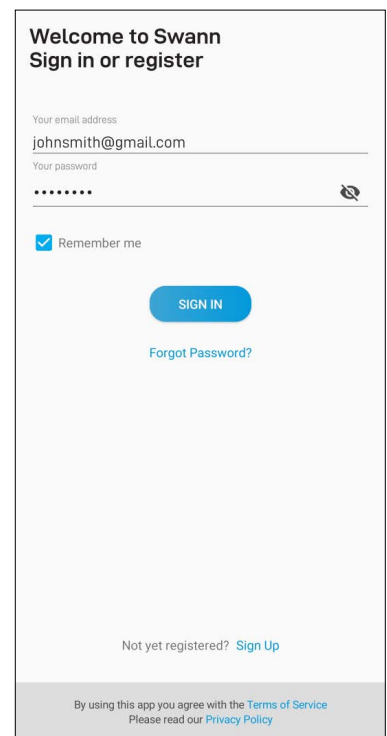 Welcome to Swann
Sign in or register
Your email address
johnsmith@gmail.com
Your password
••••••••
Remember me
SIGN IN
Forgot Password?
Not yet registered? Sign Up
By using this app you agree with the Terms of Service
Please read our Privacy Policy